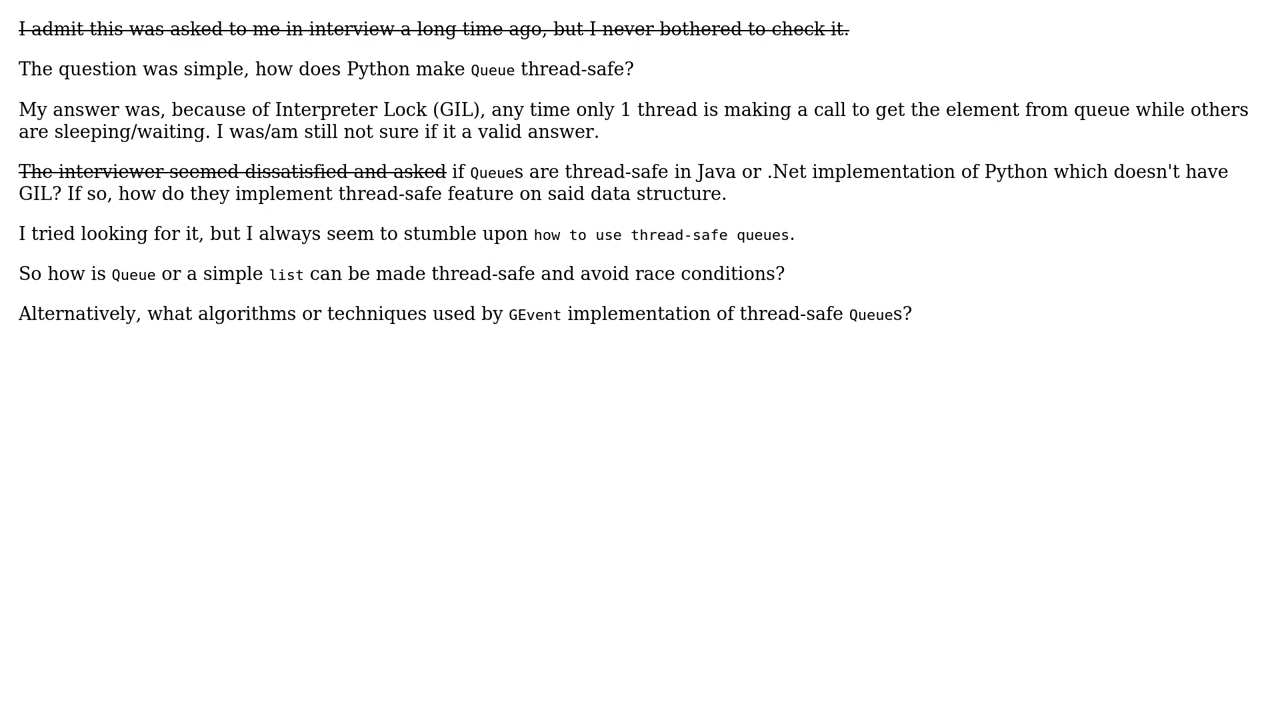 I admit this was asked to me in interview a long time ago, but I never bothered to check it.
The question was simple, how does Python make Queue thread-safe?
My answer was, because of Interpreter Lock (GIL), any time only 1 thread is making a call to get the element from queue while others
are sleeping/waiting. I was/am still not sure if it a valid answer.
The interviewer seemed dissatisfied and asked if Queues are thread-safe in Java or .Net implementation of Python which doesn't have
GIL? If so, how do they implement thread-safe feature on said data structure.
I tried looking for it, but I always seem to stumble upon how to use thread-safe queues.
So how is Queue or a simple list can be made thread-safe and avoid race conditions?
Alternatively, what algorithms or techniques used by GEvent implementation of thread-safe Queues?